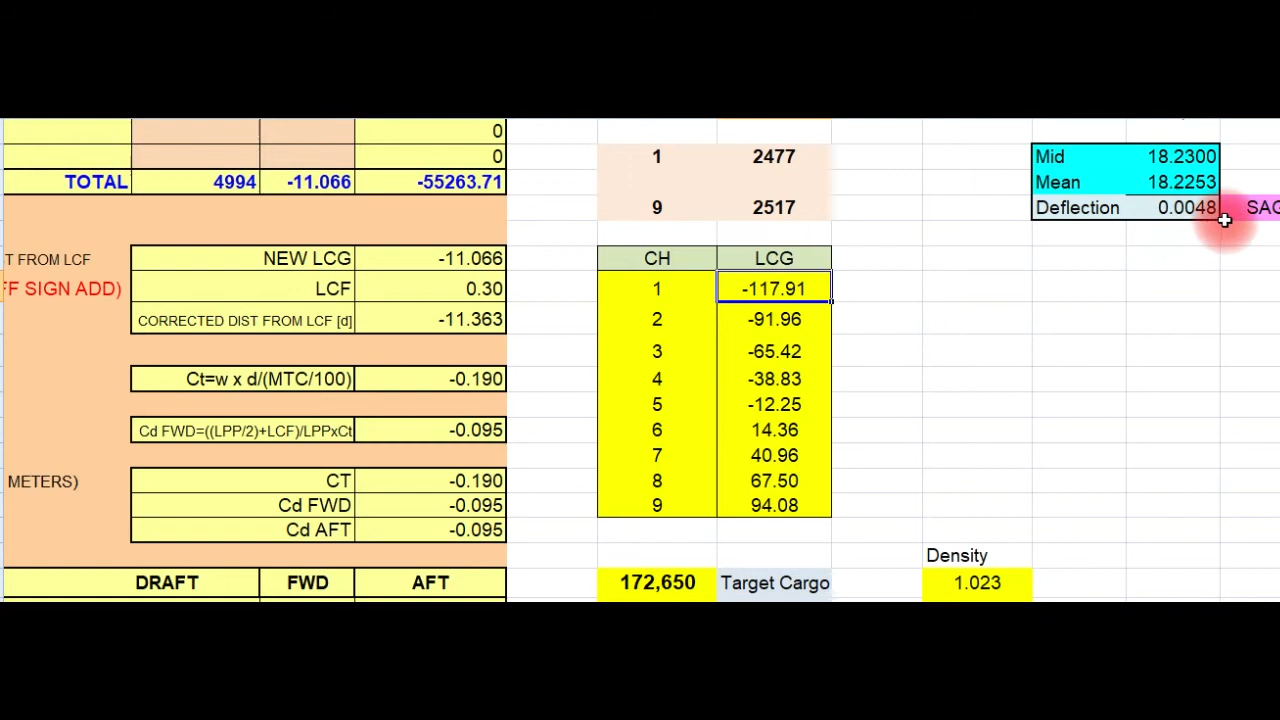 0
0
TOTAL 4994 -11.066 -55263.71
T FROM LCF NEW LCG -11.066
FF SIGN ADD) LCF 0.30
CORRECTED DIST FROM LCF [d] -11.363
Ct=w x d/(MTC/100) -0.190
Cd FWD=((LPP/2)+LCF)/LPPxCt -0.095
METERS) CT -0.190
Cd FWD -0.095
Cd AFT -0.095
DRAFT FWD AFT
1 2477
9 2517
CH LCG
1 -117.91
2 -91.96
3 -65.42
4 -38.83
5 -12.25
6 14.36
7 40.96
8 67.50
9 94.08
172,650 Target Cargo
Density
1.023
Mid 18.2300
Mean 18.2253
Deflection 0.0048 SAG